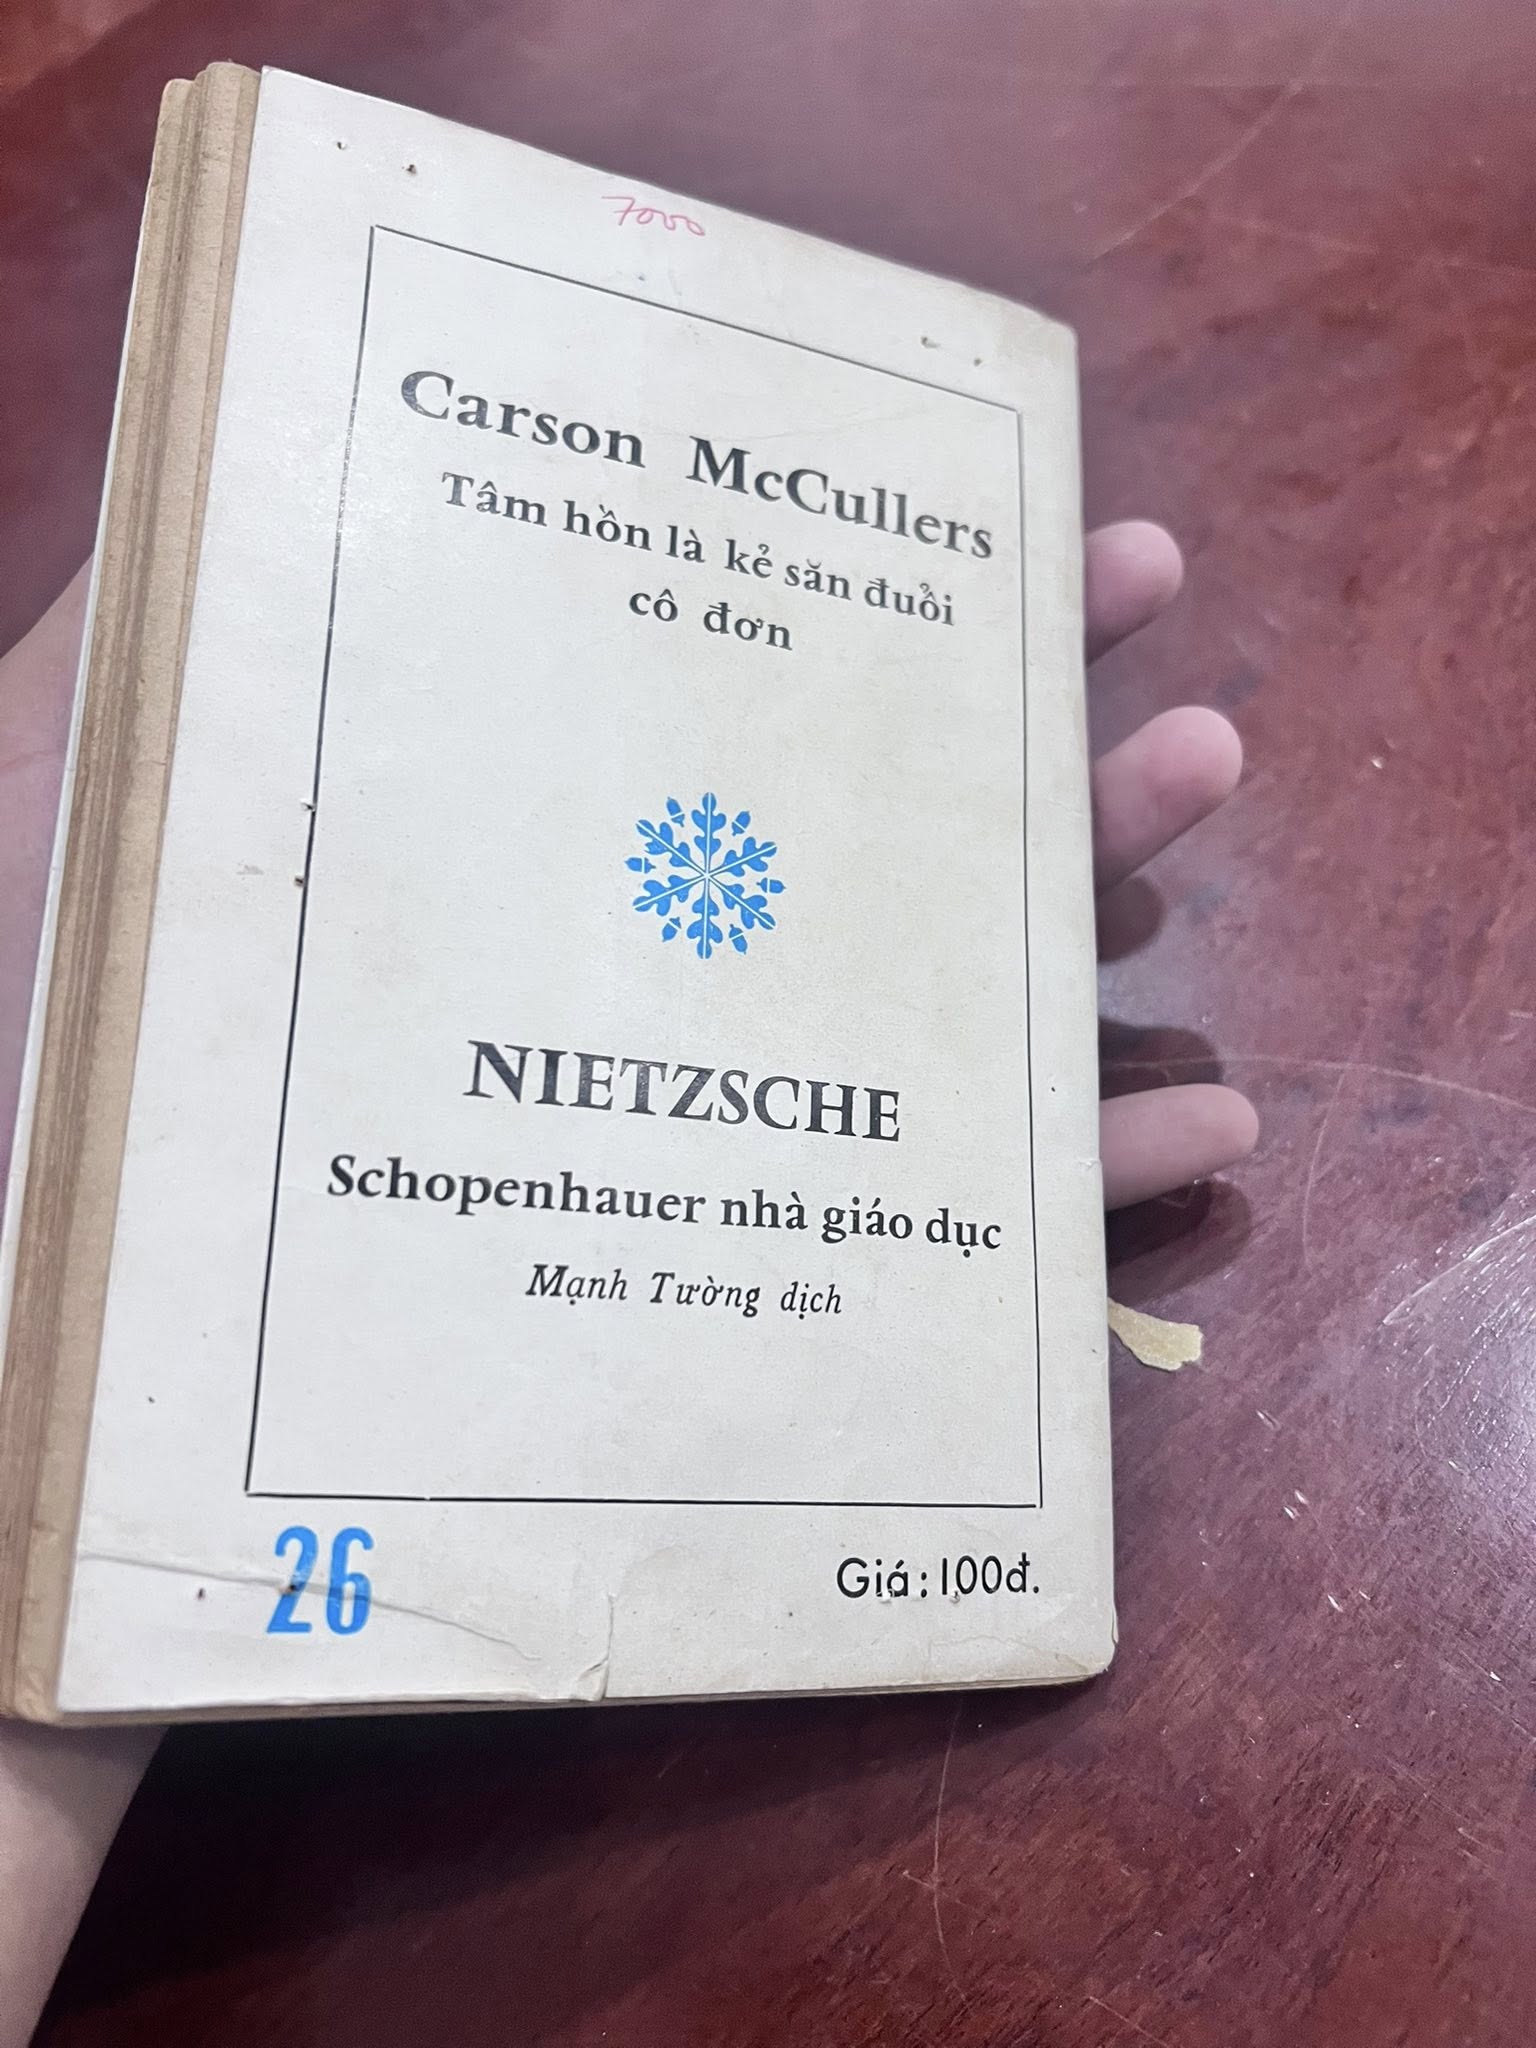 7000
Carson McCullers
Tâm hồn là kẻ săn đuổi
cô đơn
NIETZSCHE
Schopenhauer nhà giáo dục
Mạnh Tường dịch
26
Giá : 100đ.